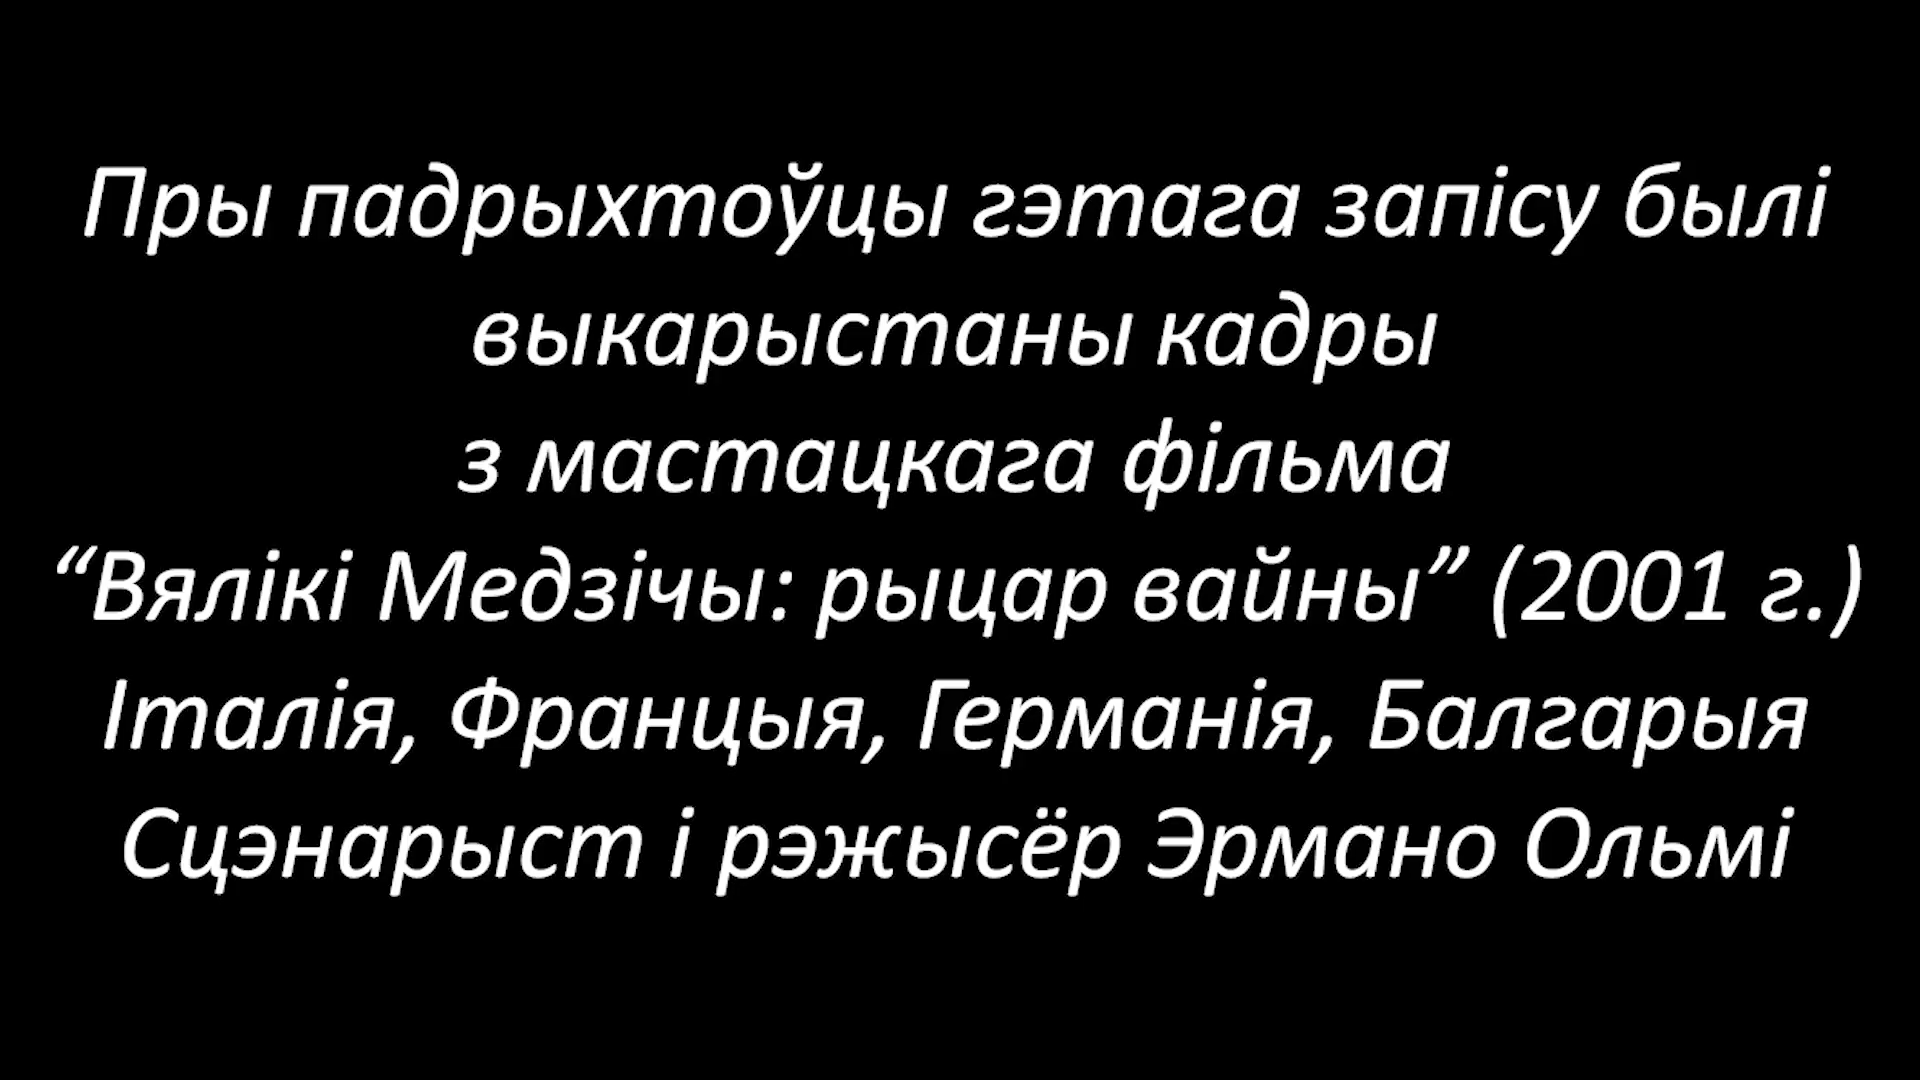 Пры падрыхтоўцы гэтага запісу былі
выкарыстаны кадры
з мастацкага фільма
“Вялікі Медзічы: рыцар вайны” (2001 г.)
Італія, Францыя, Германія, Балгарыя
Сцэнарыст і рэжысёр Эрмано Ольмі